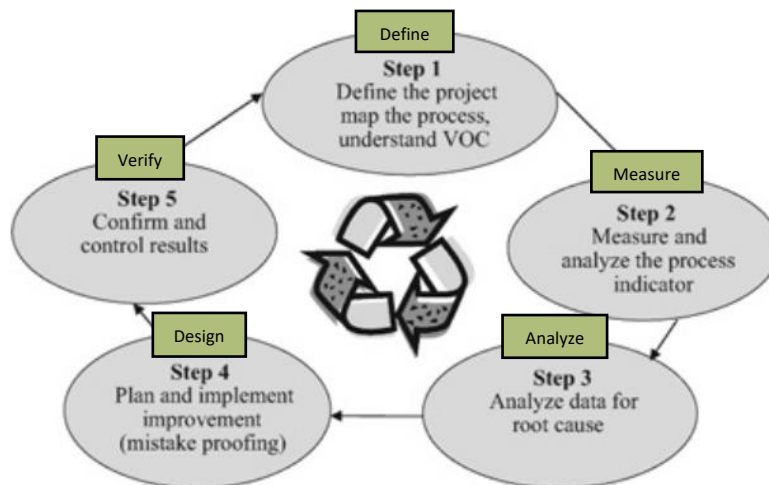 Define
Step 1
Define the project
map the process,
understand VOC
Measure
Step 2
Measure and
analyze the process
indicator
Analyze
Step 3
Analyze data for
root cause
Design
Step 4
Plan and implement
improvement
(mistake proofing)
Verify
Step 5
Confirm and
control results